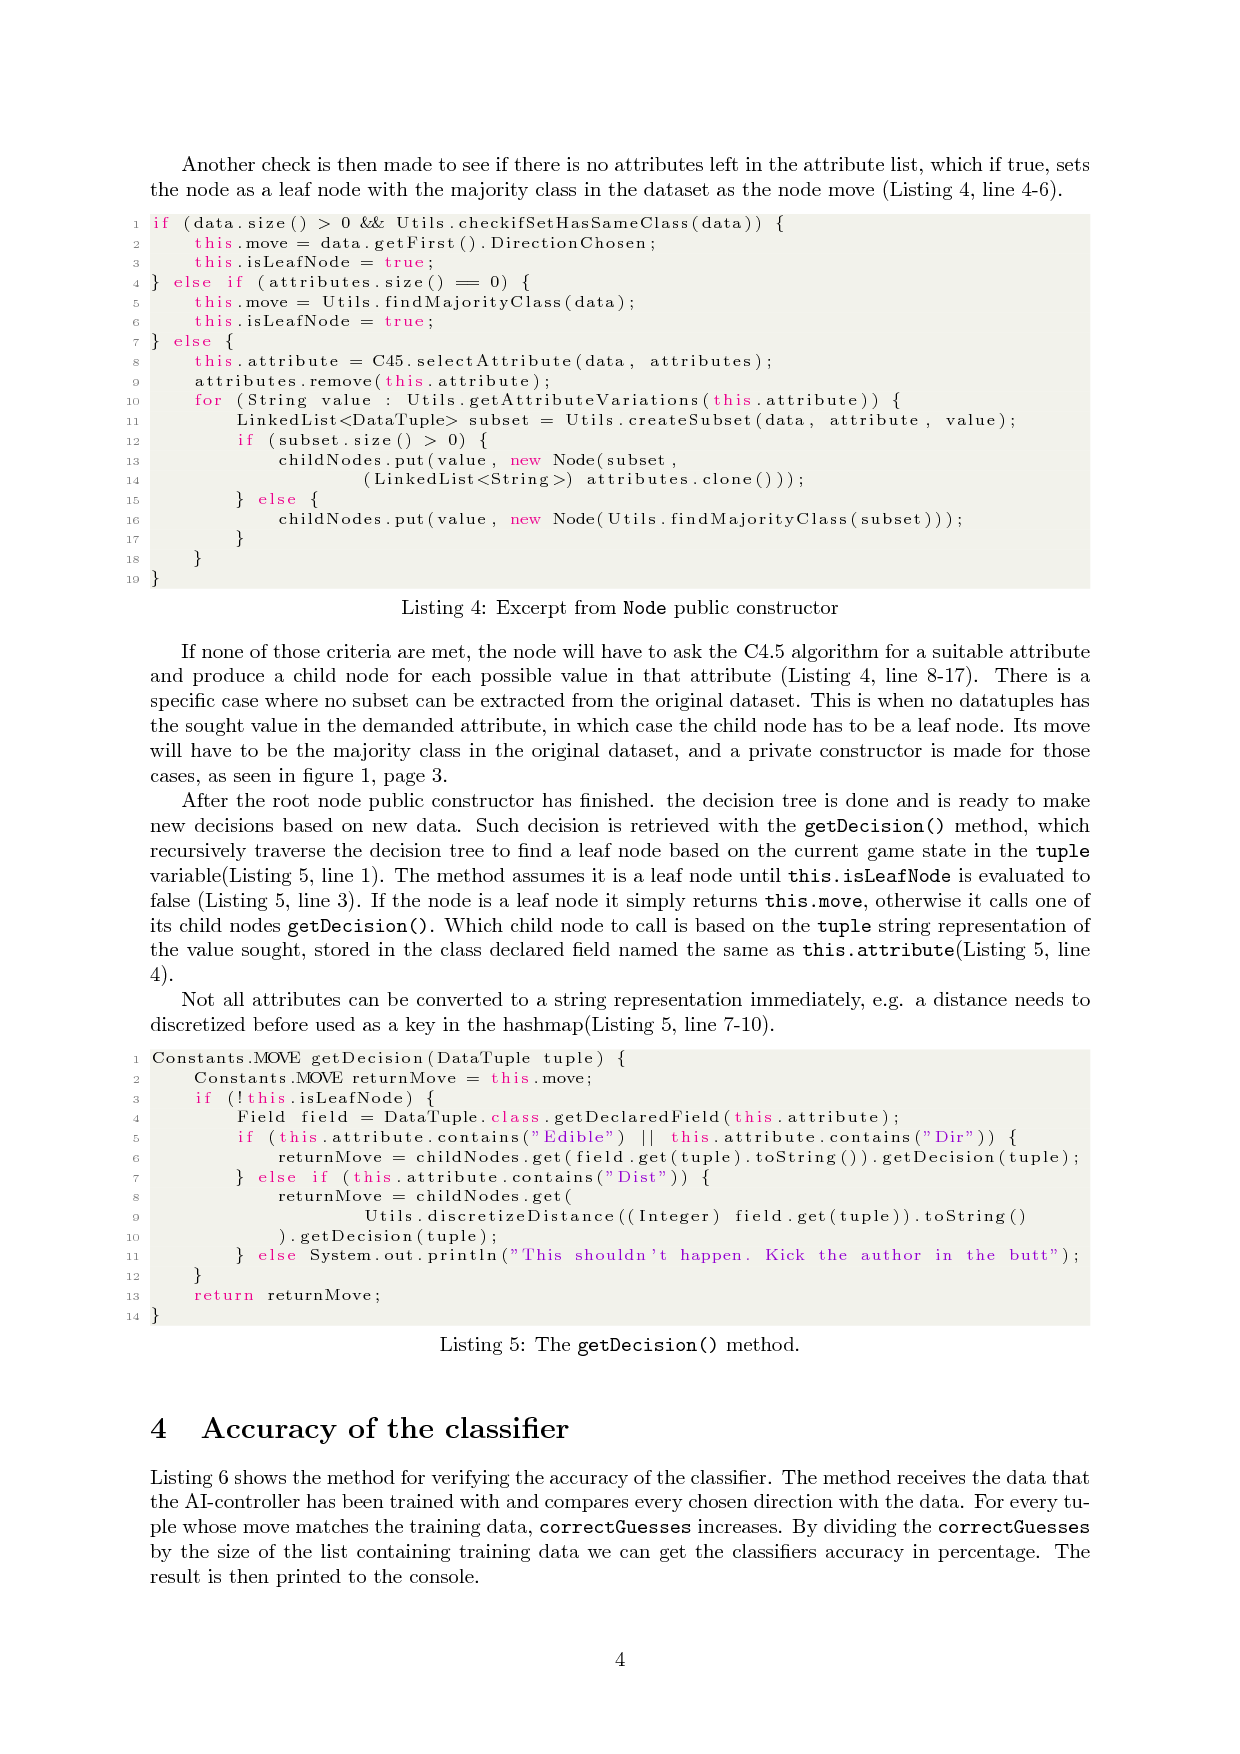 Another check is then made to see if there is no attributes left in the attribute list, which if true, sets
the node as a leaf node with the majority class in the dataset as the node move (Listing 4, line 4-6).
1 if (data.size() > 0 && Utils.checkifSetHasSameClass(data)) {
2 this.move = data.getFirst().DirectionChosen;
3 this.isLeafNode = true;
4 } else if (attributes.size() == 0) {
5 this.move = Utils.findMajorityClass(data);
6 this.isLeafNode = true;
7 } else {
8 this.attribute = C45.selectAttribute(data, attributes);
9 attributes.remove(this.attribute);
10 for (String value : Utils.getAttributeVariations(this.attribute)) {
11 LinkedList<DataTuple> subset = Utils.createSubset(data, attribute, value);
12 if (subset.size() > 0) {
13 childNodes.put(value, new Node(subset,
14 (LinkedList<String>) attributes.clone()));
15 } else {
16 childNodes.put(value, new Node(Utils.findMajorityClass(subset)));
17 }
18 }
19 }
Listing 4: Excerpt from Node public constructor
If none of those criteria are met, the node will have to ask the C4.5 algorithm for a suitable attribute
and produce a child node for each possible value in that attribute (Listing 4, line 8-17). There is a
specific case where no subset can be extracted from the original dataset. This is when no datatuples has
the sought value in the demanded attribute, in which case the child node has to be a leaf node. Its move
will have to be the majority class in the original dataset, and a private constructor is made for those
cases, as seen in figure 1, page 3.
After the root node public constructor has finished. the decision tree is done and is ready to make
new decisions based on new data. Such decision is retrieved with the getDecision() method, which
recursively traverse the decision tree to find a leaf node based on the current game state in the tuple
variable(Listing 5, line 1). The method assumes it is a leaf node until this.isLeafNode is evaluated to
false (Listing 5, line 3). If the node is a leaf node it simply returns this.move, otherwise it calls one of
its child nodes getDecision(). Which child node to call is based on the tuple string representation of
the value sought, stored in the class declared field named the same as this.attribute(Listing 5, line
4).
Not all attributes can be converted to a string representation immediately, e.g. a distance needs to
discretized before used as a key in the hashmap(Listing 5, line 7-10).
1 Constants.MOVE getDecision(DataTuple tuple) {
2 Constants.MOVE returnMove = this.move;
3 if (!this.isLeafNode) {
4 Field field = DataTuple.class.getDeclaredField(this.attribute);
5 if (this.attribute.contains("Edible") || this.attribute.contains("Dir")) {
6 returnMove = childNodes.get(field.get(tuple).toString()).getDecision(tuple);
7 } else if (this.attribute.contains("Dist")) {
8 returnMove = childNodes.get(
9 Utils.discretizeDistance((Integer) field.get(tuple)).toString()
10 ).getDecision(tuple);
11 } else System.out.println("This shouldn't happen. Kick the author in the butt");
12 }
13 return returnMove;
14 }
Listing 5: The getDecision() method.
4 Accuracy of the classifier
Listing 6 shows the method for verifying the accuracy of the classifier. The method receives the data that
the AI-controller has been trained with and compares every chosen direction with the data. For every tu-
ple whose move matches the training data, correctGuesses increases. By dividing the correctGuesses
by the size of the list containing training data we can get the classifiers accuracy in percentage. The
result is then printed to the console.
4